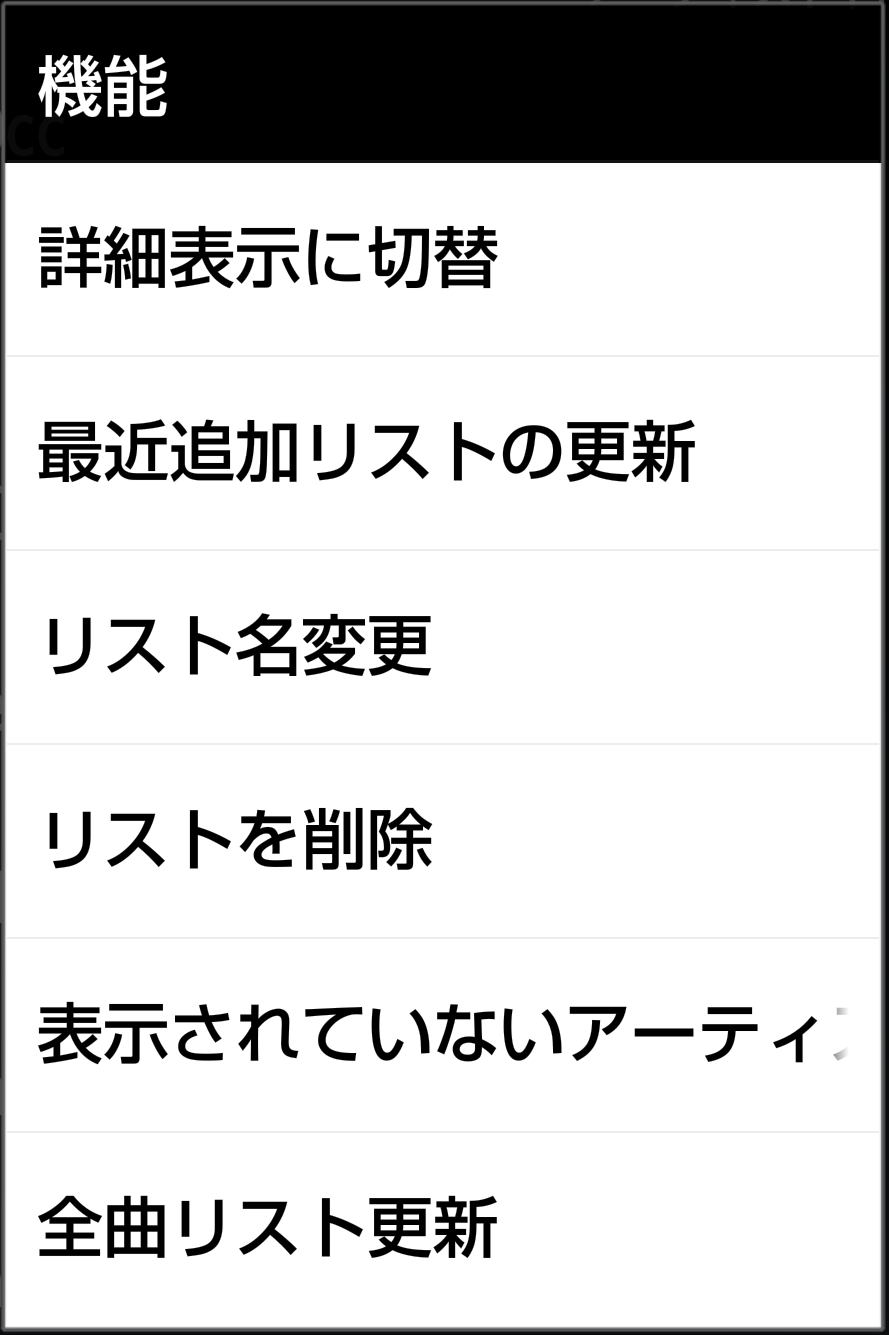 機能
詳細表示に切替
最近追加リストの更新
リスト名変更
リストを削除
表示されていないアーティ
全曲リスト更新